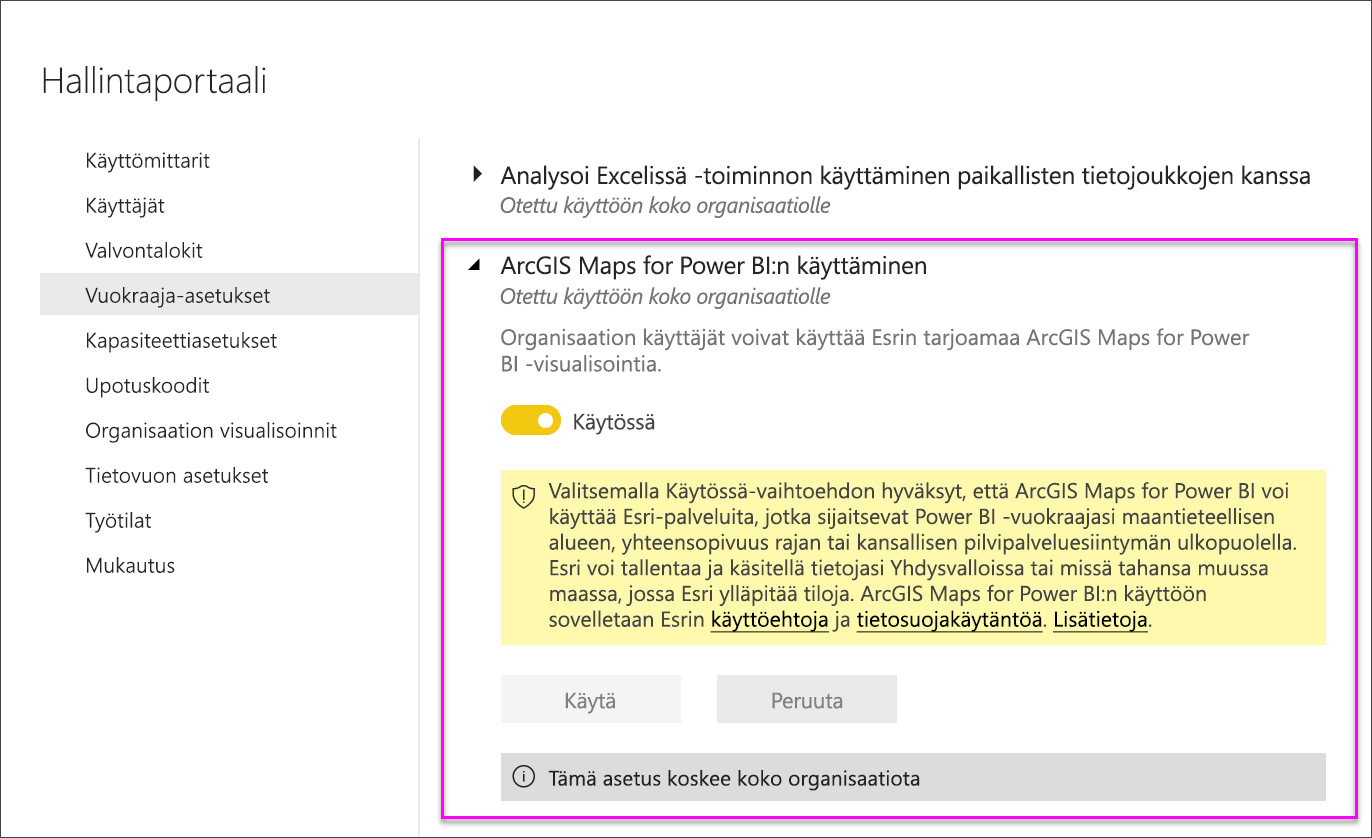 Hallintaportaali
Käyttömittarit
Käyttäjät
Valvontalokit
Vuokraaja-asetukset
Kapasiteettiasetukset
Upotuskoodit
Organisaation visualisoinnit
Tietovuon asetukset
Työtilat
Mukautus
Analysoi Excelissä -toiminnon käyttäminen paikallisten tietojoukkojen kanssa
Otettu käyttöön koko organisaatiolle
ArcGIS Maps for Power BI:n käyttäminen
Otettu käyttöön koko organisaatiolle
Organisaation käyttäjät voivat käyttää Esrin tarjoamaa ArcGIS Maps for Power
BI -visualisointia.
Käytössä
Valitsemalla Käytössä-vaihtoehdon hyväksyt, että ArcGIS Maps for Power BI voi
käyttää Esri-palveluita, jotka sijaitsevat Power BI -vuokraajasi maantieteellisen
alueen, yhteensopivuus rajan tai kansallisen pilvipalveluesiintymän ulkopuolella.
Esri voi tallentaa ja käsitellä tietojasi Yhdysvalloissa tai missä tahansa muussa
maassa, jossa Esri ylläpitää tiloja. ArcGIS Maps for Power BI:n käyttöön
sovelletaan Esrin käyttöehtoja ja tietosuojakäytäntöä. Lisätietoja.
Käytä
Peruuta
Tämä asetus koskee koko organisaatiota